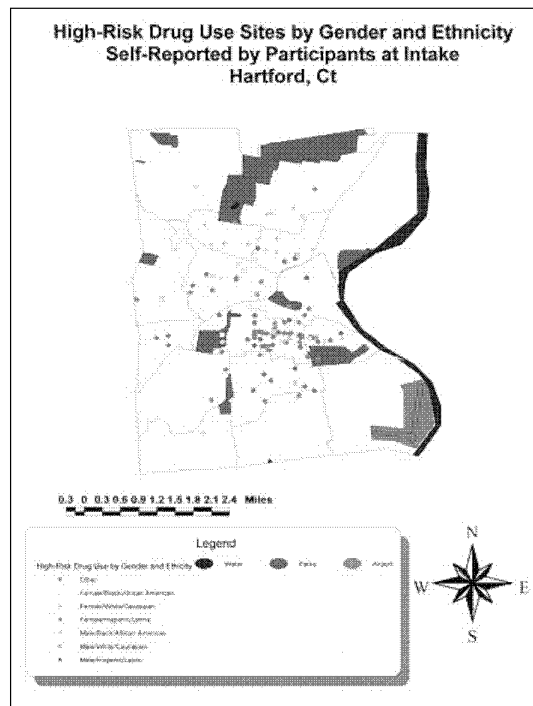 High-Risk Drug Use Sites by Gender and Ethnicity
Self-Reported by Participants at Intake
Hartford, Ct
0.3 0 0.3 0.6 0.9 1.2 1.5 1.8 2.1 2.4 Miles
Legend
High-Risk Drug Use by Gender and Ethicity
Water
Parks
Airport
Other
Female/Black/African American
Female/White/Caucasian
Female/Hispanic/Latina
Male/Black/African American
Male/White/Caucasian
Male/Hispanic/Latino
N
W
E
S